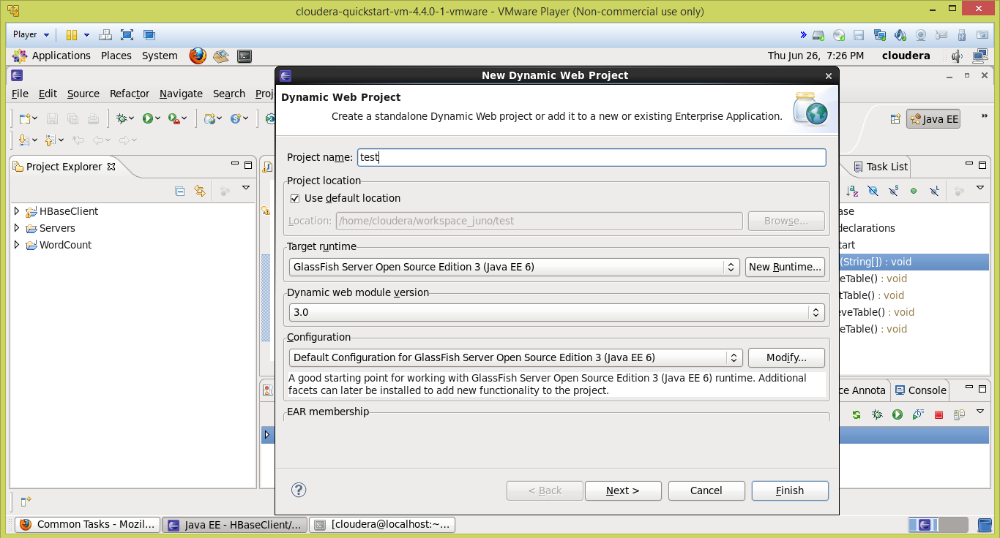 cloudera-quickstart-vm-4.4.0-1-vmware - VMware Player (Non-commercial use only)
Player
Applications Places System Thu Jun 26, 7:26 PM cloudera
New Dynamic Web Project
File Edit Source Refactor Navigate Search Proj
Dynamic Web Project
Create a standalone Dynamic Web project or add it to a new or existing Enterprise Application.
Java EE
Project name: test
Project Explorer
Task List
Project location
Use default location
HBaseClient
Location: /home/cloudera/workspace_juno/test Browse...
ase
Servers
declarations
WordCount
tart
Target runtime
GlassFish Server Open Source Edition 3 (Java EE 6) New Runtime...
(String[]) : void
eTable() : void
Dynamic web module version
tTable() : void
3.0
eveTable() : void
eTable() : void
Configuration
Default Configuration for GlassFish Server Open Source Edition 3 (Java EE 6) Modify...
A good starting point for working with GlassFish Server Open Source Edition 3 (Java EE 6) runtime. Additional
facets can later be installed to add new functionality to the project.
ce Annota Console
EAR membership
< Back Next > Cancel Finish
Common Tasks - Mozil... Java EE - HBaseClient/... [cloudera@localhost:~...